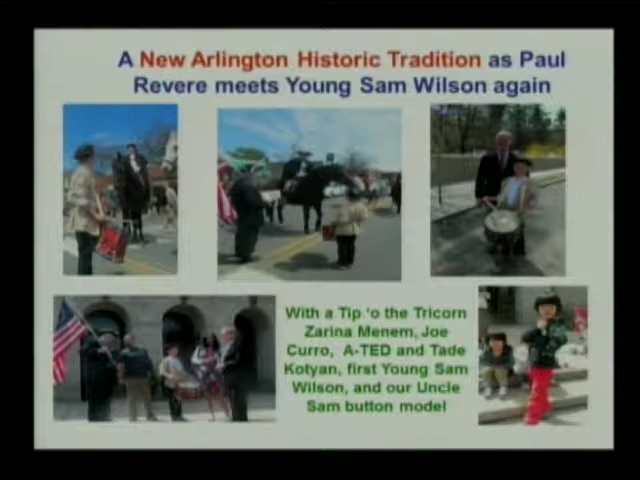 A New Arlington Historic Tradition as Paul
Revere meets Young Sam Wilson again
With a Tip 'o the Tricorn
Zarina Memem, Joe
Curro, A-TED and Tade
Kotyan, first Young Sam
Wilson, and our Uncle
Sam button model